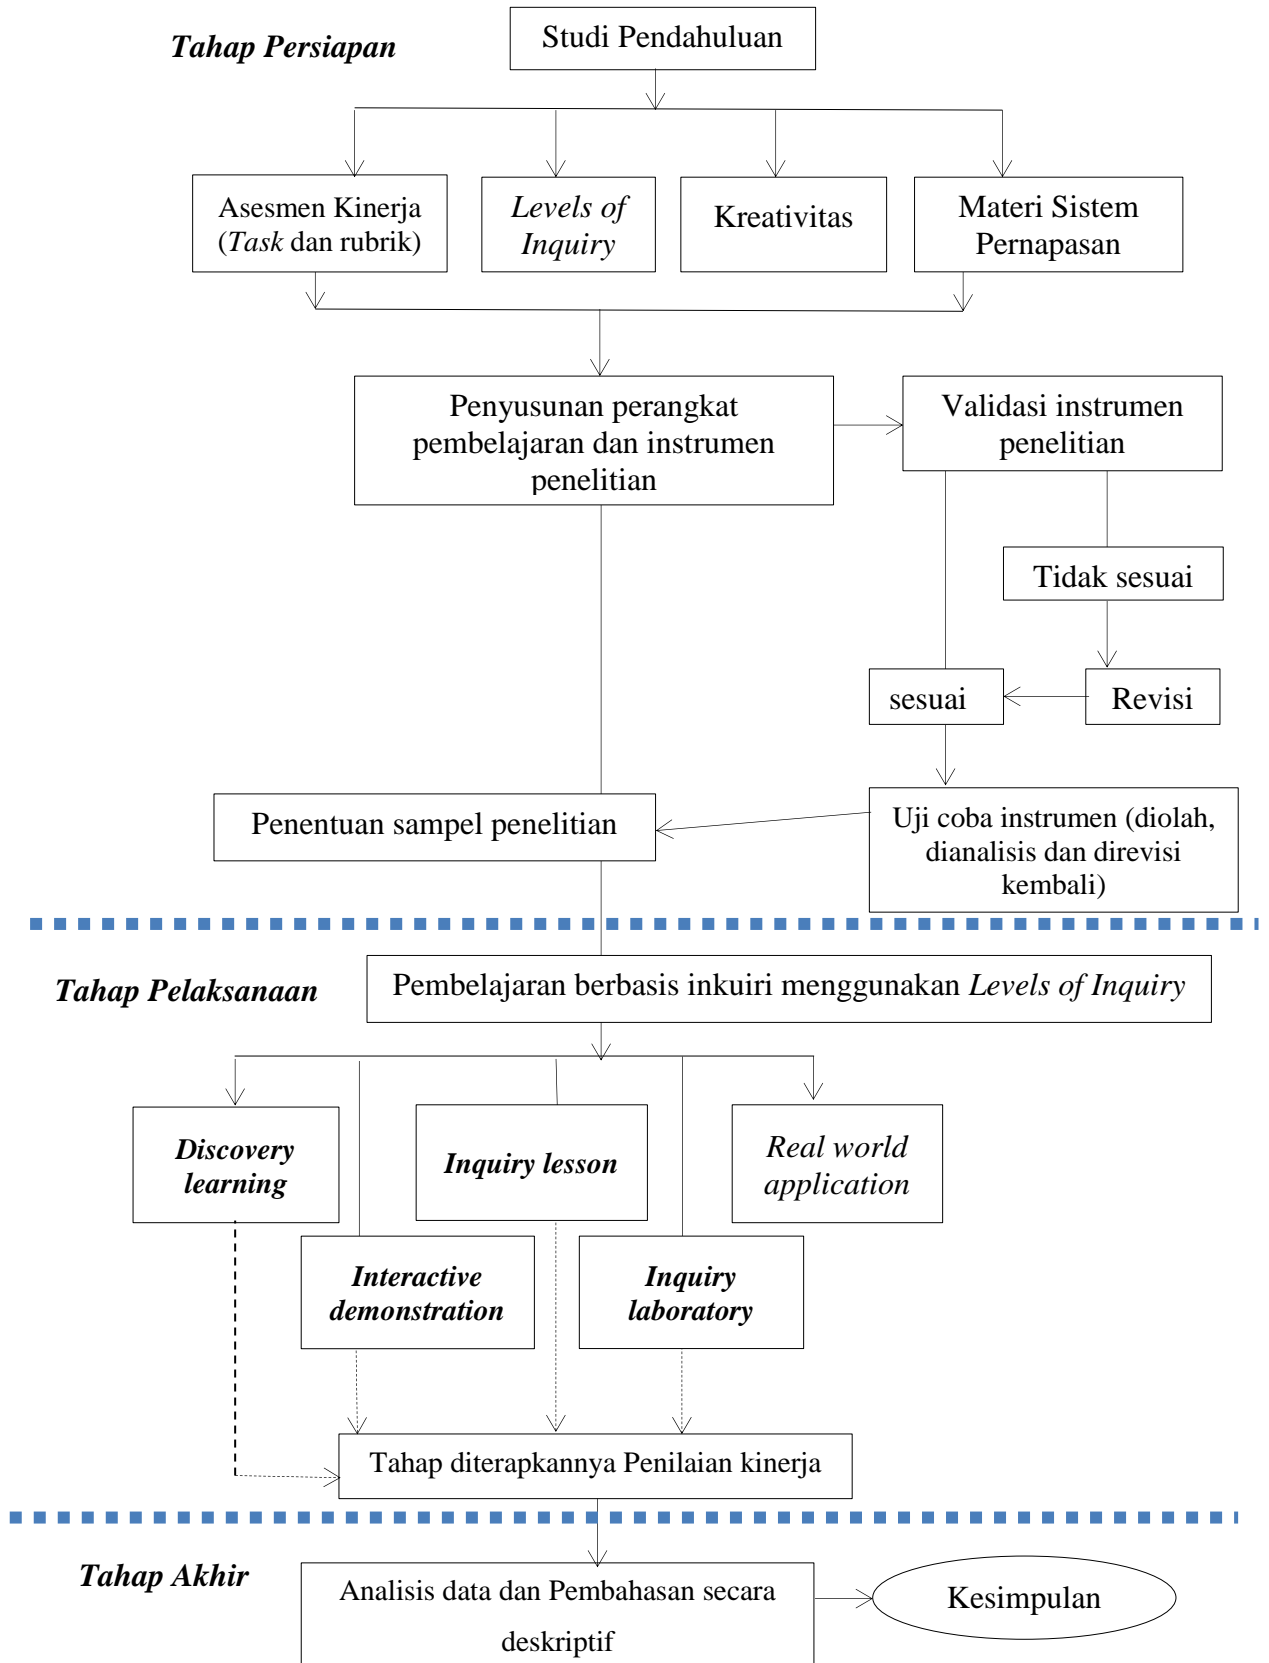 Tahap Persiapan
Studi Pendahuluan
Asesmen Kinerja
(Task dan rubrik)
Levels of
Inquiry
Kreativitas
Materi Sistem
Pernapasan
Penyusunan perangkat
pembelajaran dan instrumen
penelitian
Validasi instrumen
penelitian
Tidak sesuai
sesuai
Revisi
Penentuan sampel penelitian
Uji coba instrumen (diolah,
dianalisis dan direvisi
kembali)
Tahap Pelaksanaan
Pembelajaran berbasis inkuiri menggunakan Levels of Inquiry
Discovery
learning
Inquiry lesson
Real world
application
Interactive
demonstration
Inquiry
laboratory
Tahap diterapkannya Penilaian kinerja
Tahap Akhir
Analisis data dan Pembahasan secara
deskriptif
Kesimpulan